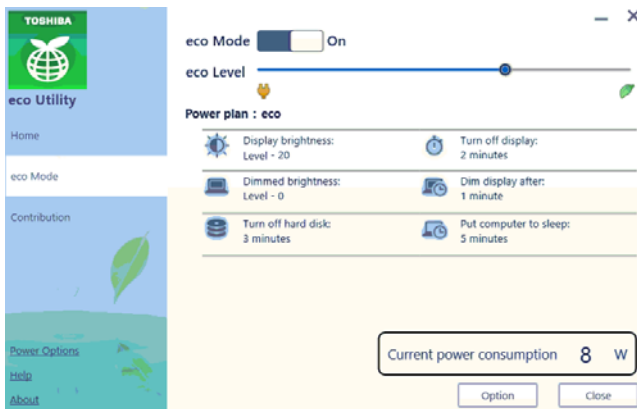 TOSHIBA
eco Utility
Home
eco Mode
Contribution
Power Options
Help
About
eco Mode On
eco Level
Power plan : eco
Display brightness:
Level - 20
Turn off display:
2 minutes
Dimmed brightness:
Level - 0
Dim display after:
1 minute
Turn off hard disk:
3 minutes
Put computer to sleep:
5 minutes
Current power consumption 8 W
Option Close